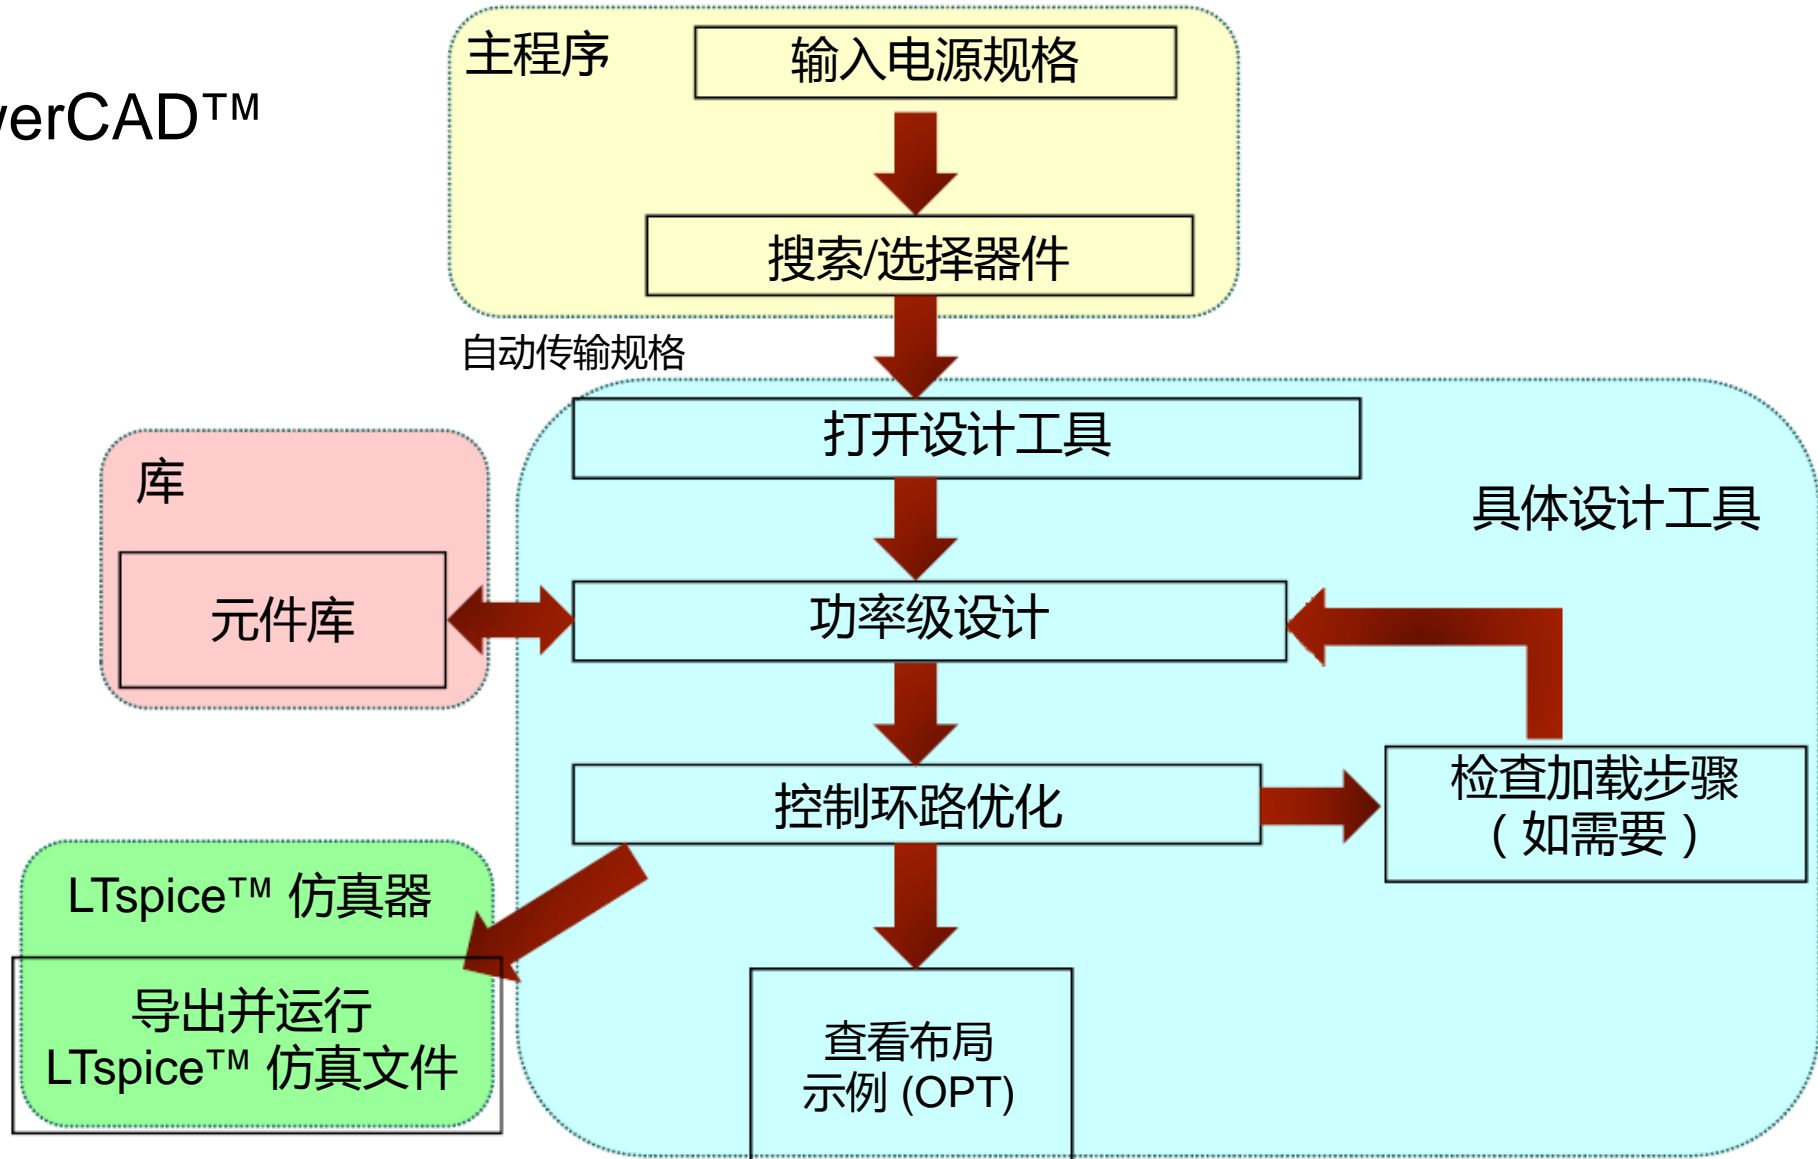 主程序
输入电源规格
werCAD™
搜索/选择器件
自动传输规格
打开设计工具
库
具体设计工具
元件库
功率级设计
控制环路优化
检查加载步骤
（如需要）
LTspice™ 仿真器
导出并运行
LTspice™ 仿真文件
查看布局
示例 (OPT)